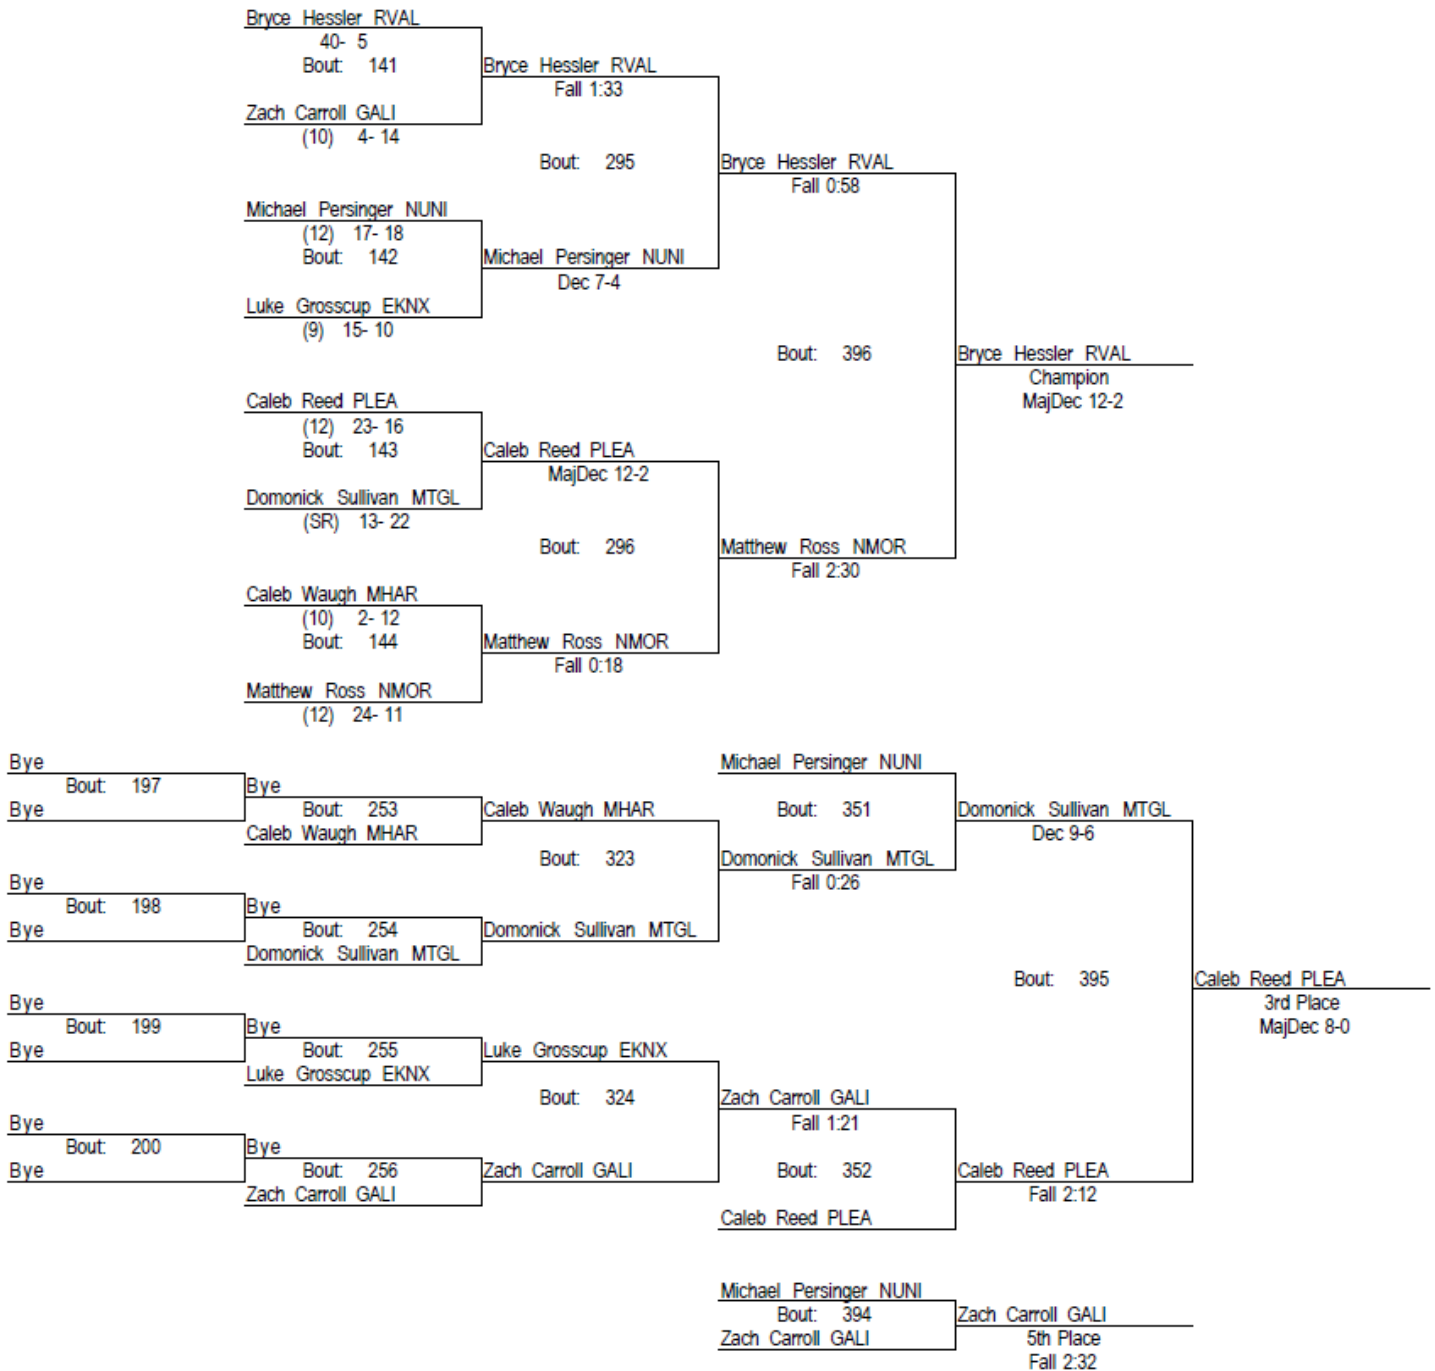 Bryce Hessler RVAL
40- 5
Bout: 141
Bryce Hessler RVAL
Fall 1:33
Zach Carroll GALI
(10) 4- 14
Bout: 295
Bryce Hessler RVAL
Fall 0:58
Michael Persinger NUNI
(12) 17- 18
Bout: 142
Michael Persinger NUNI
Dec 7-4
Luke Grosscup EKNX
(9) 15- 10
Bout: 396
Bryce Hessler RVAL
Champion
MajDec 12-2
Caleb Reed PLEA
(12) 23- 16
Bout: 143
Caleb Reed PLEA
MajDec 12-2
Domonick Sullivan MTGL
(SR) 13- 22
Bout: 296
Matthew Ross NMOR
Fall 2:30
Caleb Waugh MHAR
(10) 2- 12
Bout: 144
Matthew Ross NMOR
Fall 0:18
Matthew Ross NMOR
(12) 24- 11
Bye
Bout: 197
Bye
Bye
Bout: 253
Caleb Waugh MHAR
Caleb Waugh MHAR
Michael Persinger NUNI
Bout: 351
Domonick Sullivan MTGL
Dec 9-6
Bout: 323
Domonick Sullivan MTGL
Fall 0:26
Bye
Bout: 198
Bye
Bye
Bout: 254
Domonick Sullivan MTGL
Domonick Sullivan MTGL
Bout: 395
Caleb Reed PLEA
3rd Place
MajDec 8-0
Bye
Bout: 199
Bye
Bye
Bout: 255
Luke Grosscup EKNX
Luke Grosscup EKNX
Bout: 324
Zach Carroll GALI
Fall 1:21
Bye
Bout: 200
Bye
Bye
Bout: 256
Zach Carroll GALI
Zach Carroll GALI
Bout: 352
Caleb Reed PLEA
Fall 2:12
Caleb Reed PLEA
Michael Persinger NUNI
Bout: 394
Zach Carroll GALI
Zach Carroll GALI
5th Place
Fall 2:32